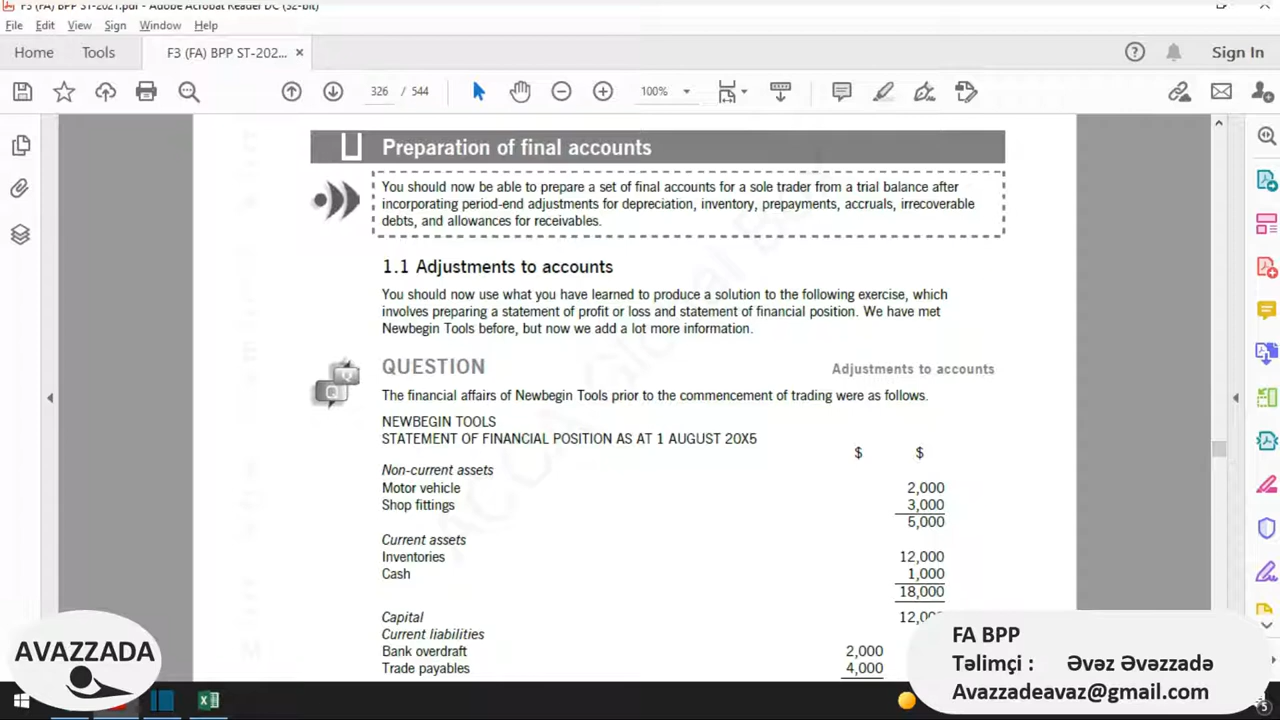 F3 (FA) BPP ST-2021.pdf - Adobe Acrobat Reader DC (32-bit)
File Edit View Sign Window Help
Home Tools F3 (FA) BPP ST-202... × Sign In
326 / 544 100%
Preparation of final accounts
You should now be able to prepare a set of final accounts for a sole trader from a trial balance after
incorporating period-end adjustments for depreciation, inventory, prepayments, accruals, irrecoverable
debts, and allowances for receivables.
1.1 Adjustments to accounts
You should now use what you have learned to produce a solution to the following exercise, which
involves preparing a statement of profit or loss and statement of financial position. We have met
Newbegin Tools before, but now we add a lot more information.
QUESTION Adjustments to accounts
The financial affairs of Newbegin Tools prior to the commencement of trading were as follows.
NEWBEGIN TOOLS
STATEMENT OF FINANCIAL POSITION AS AT 1 AUGUST 20X5
$ $
Non-current assets
Motor vehicle 2,000
Shop fittings 3,000
5,000
Current assets
Inventories 12,000
Cash 1,000
18,000
Capital 12,000
Current liabilities
Bank overdraft 2,000
Trade payables 4,000
AVAZZADA
FA BPP
Təlimçi : Əvəz Əvəzzadə
Avazzadeavaz@gmail.com